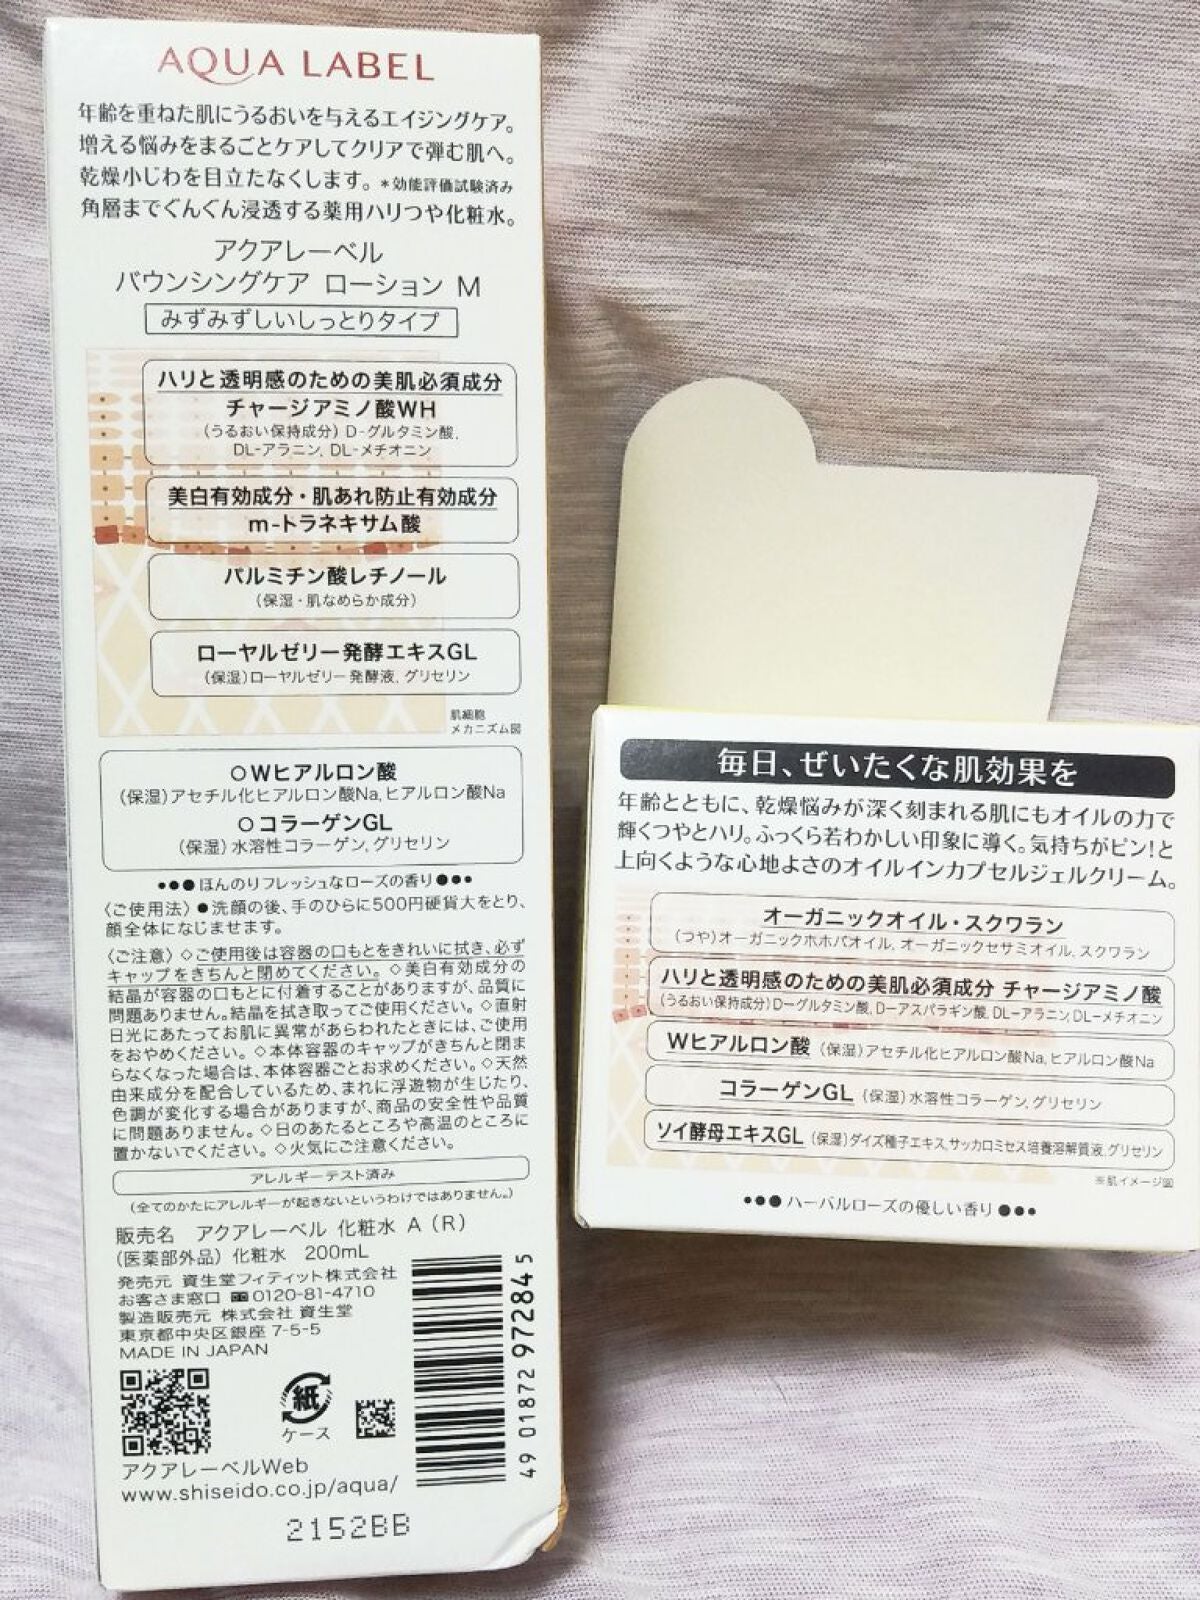 AQUA LABEL
年齢を重ねた肌にうるおいを与えるエイジングケア。
増える悩みをまるごとケアしてクリアで弾む肌へ。
乾燥小じわを目立たなくします。*効能評価試験済み
角層までぐんぐん浸透する薬用ハリつや化粧水。
アクアレーベル
バウンシングケア ローション M
みずみずしいしっとりタイプ
ハリと透明感のための美肌必須成分
チャージアミノ酸WH
(うるおい保持成分) D-グルタミン酸,
DL-アラニン, DL-メチオニン
美白有効成分・肌あれ防止有効成分
m-トラネキサム酸
パルミチン酸レチノール
(保湿・肌なめらか成分)
ローヤルゼリー発酵エキスGL
(保湿)ローヤルゼリー発酵液, グリセリン
肌細胞
メカニズム図
○Wヒアルロン酸
(保湿)アセチル化ヒアルロン酸Na, ヒアルロン酸Na
○コラーゲンGL
(保湿) 水溶性コラーゲン, グリセリン
●●●ほんのりフレッシュなローズの香り●●●
〈ご使用法〉●洗顔の後、手のひらに500円硬貨大をとり、
顔全体になじませます。
〈ご注意〉◇ご使用後は容器の口もとをきれいに拭き、必ず
キャップをきちんと閉めてください。◇美白有効成分の
結晶が容器の口もとに付着することがありますが、品質に
問題ありません。結晶を拭き取ってご使用ください。◇直射
日光にあたってお肌に異常があらわれたときには、ご使用
をおやめください。◇本体容器のキャップがきちんと閉ま
らなくなった場合は、本体容器ごとお求めください。◇天然
由来成分を配合しているため、まれに浮遊物が生じたり、
色調が変化する場合がありますが、商品の安全性や品質
に問題ありません。◇日のあたるところや高温のところに
置かないでください。◇火気にご注意ください。
アレルギーテスト済み
(全てのかたにアレルギーが起きないというわけではありません。)
販売名 アクアレーベル 化粧水 A (R)
(医薬部外品) 化粧水 200mL
発売元 資生堂フィティット株式会社
お客さま窓口 0120-81-4710
製造販売元 株式会社 資生堂
東京都中央区銀座 7-5-5
MADE IN JAPAN
紙
ケース
アクアレーベルWeb
www.shiseido.co.jp/aqua/
2152BB
49 01872 97284 5
毎日、ぜいたくな肌効果を
年齢とともに、乾燥悩みが深く刻まれる肌にもオイルの力で
輝くつやとハリ。ふっくら若わかしい印象に導く。気持ちがピン!と
上向くような心地よさのオイルインカプセルジェルクリーム。
オーガニックオイル・スクワラン
(つや)オーガニックホホバオイル, オーガニックセサミオイル, スクワラン
ハリと透明感のための美肌必須成分 チャージアミノ酸
(うるおい保持成分)D-グルタミン酸, D-アスパラギン酸, DL-アラニン, DL-メチオニン
Wヒアルロン酸 (保湿)アセチル化ヒアルロン酸Na, ヒアルロン酸Na
コラーゲンGL (保湿)水溶性コラーゲン, グリセリン
ソイ酵母エキスGL (保湿)ダイズ種子エキス, サッカロミセス培養溶解質液, グリセリン
※肌イメージ図
●●●ハーバルローズの優しい香り●●●